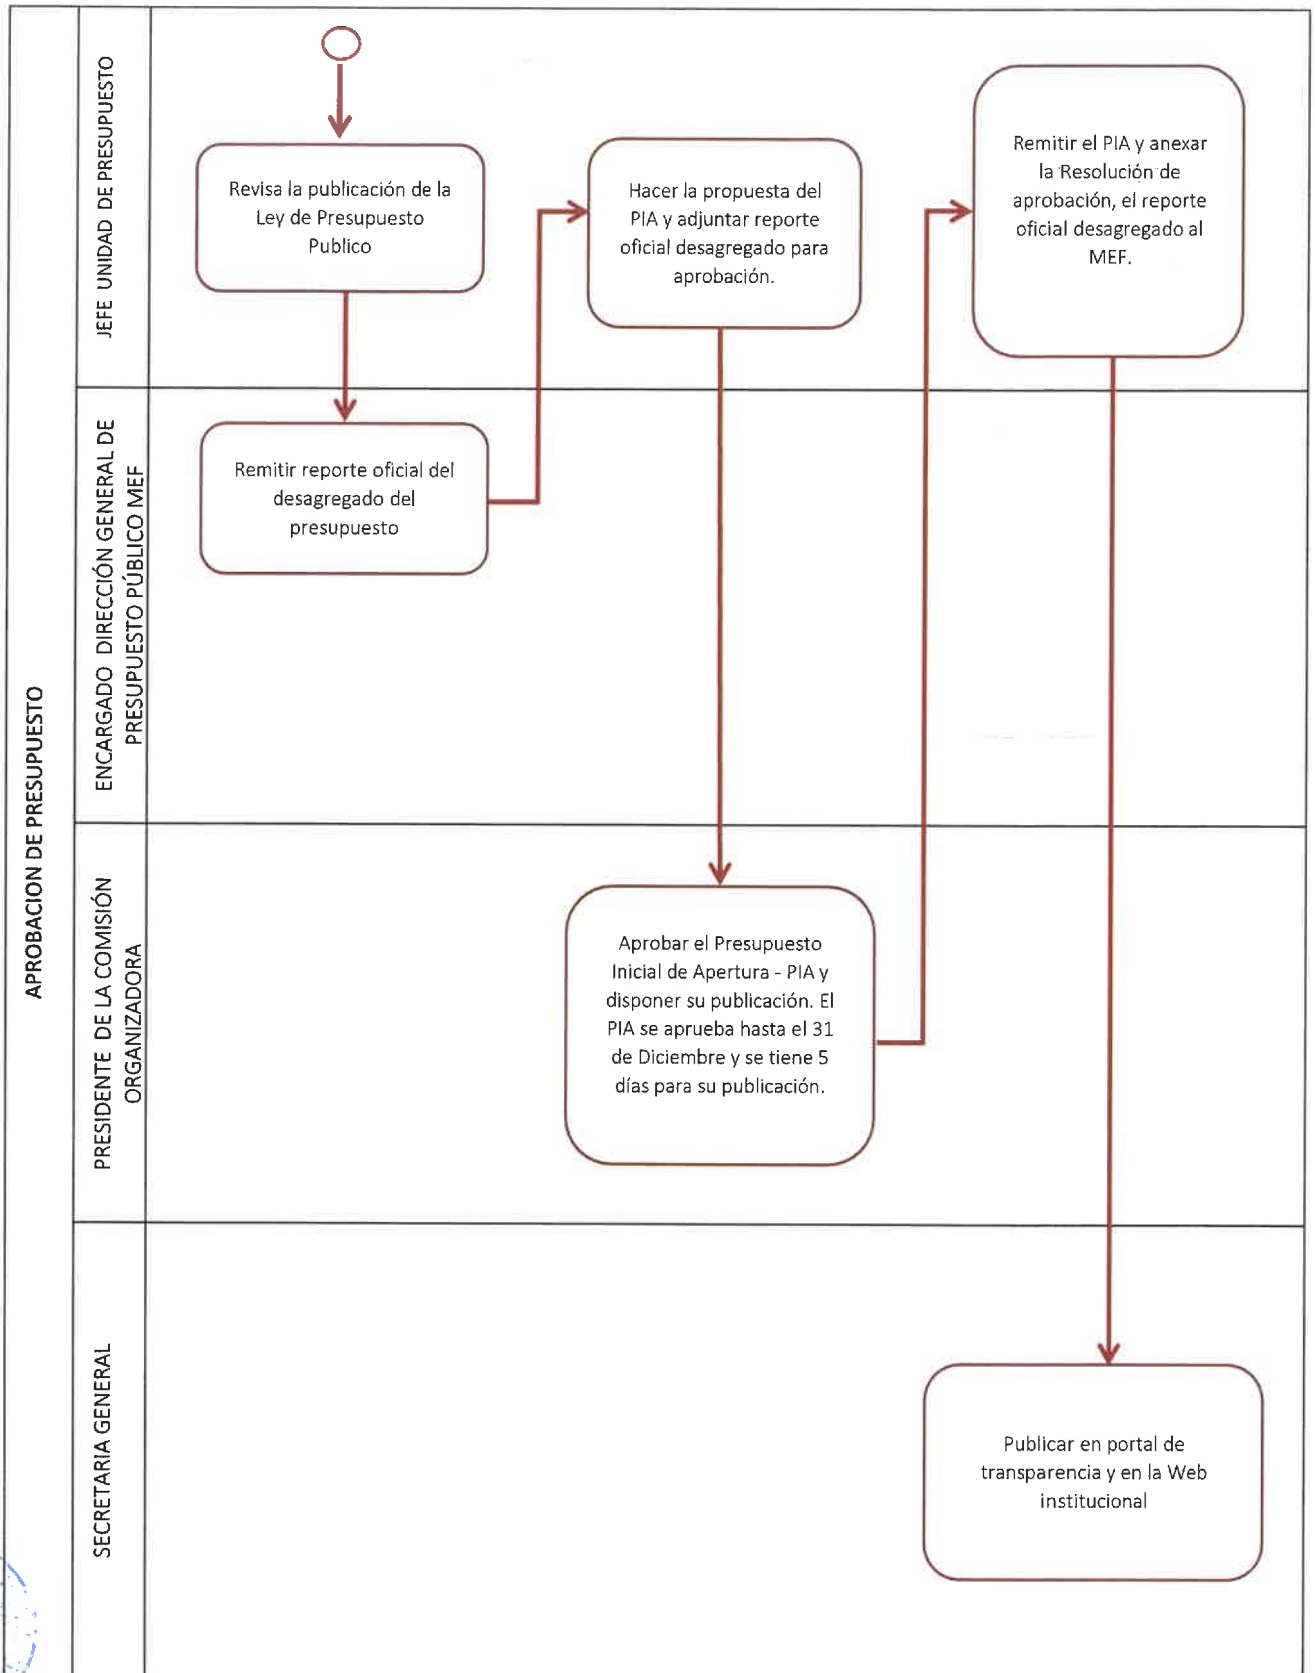 APROBACION DE PRESUPUESTO
JEFE UNIDAD DE PRESUPUESTO
Revisa la publicación de la
Ley de Presupuesto
Publico
Hacer la propuesta del
PIA y adjuntar reporte
oficial desagregado para
aprobación.
Remitir el PIA y anexar
la Resolución de
aprobación, el reporte
oficial desagregado al
MEF.
ENCARGADO DIRECCIÓN GENERAL DE
PRESUPUESTO PÚBLICO MEF
Remitir reporte oficial del
desagregado del
presupuesto
PRESIDENTE DE LA COMISIÓN
ORGANIZADORA
Aprobar el Presupuesto
Inicial de Apertura - PIA y
disponer su publicación. El
PIA se aprueba hasta el 31
de Diciembre y se tiene 5
días para su publicación.
SECRETARIA GENERAL
Publicar en portal de
transparencia y en la Web
institucional